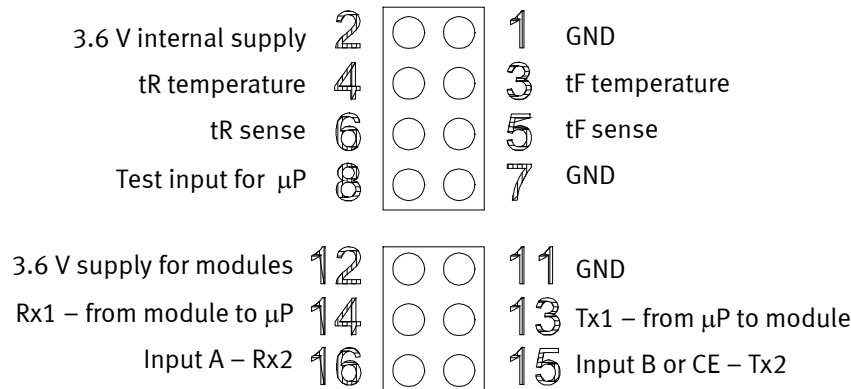 3.6 V internal supply 2 1 GND
tR temperature 4 3 tF temperature
tR sense 6 5 tF sense
Test input for μP 8 7 GND
3.6 V supply for modules 12 11 GND
Rx1 – from module to μP 14 13 Tx1 – from μP to module
Input A – Rx2 16 15 Input B or CE – Tx2